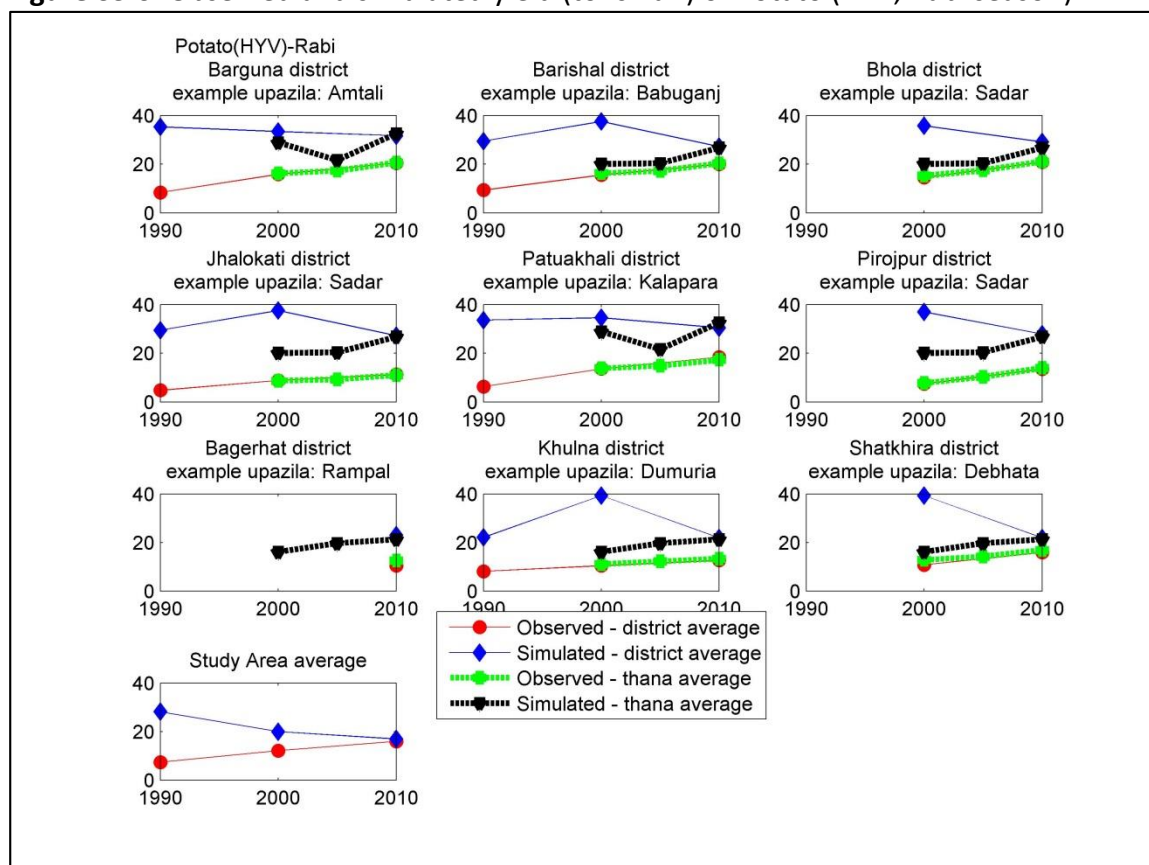 Potato(HYV)-Rabi
Barguna district
example upazila: Amtali
40
20
0
1990
2000
2010
Barishal district
example upazila: Babuganj
40
20
0
1990
2000
2010
Bhola district
example upazila: Sadar
40
20
0
1990
2000
2010
Jhalokati district
example upazila: Sadar
40
20
0
1990
2000
2010
Patuakhali district
example upazila: Kalapara
40
20
0
1990
2000
2010
Pirojpur district
example upazila: Sadar
40
20
0
1990
2000
2010
Bagerhat district
example upazila: Rampal
40
20
0
1990
2000
2010
Khulna district
example upazila: Dumuria
40
20
0
1990
2000
2010
Shatkhira district
example upazila: Debhata
40
20
0
1990
2000
2010
Observed - district average
Simulated - district average
Observed - thana average
Simulated - thana average
Study Area average
40
20
0
1990
2000
2010